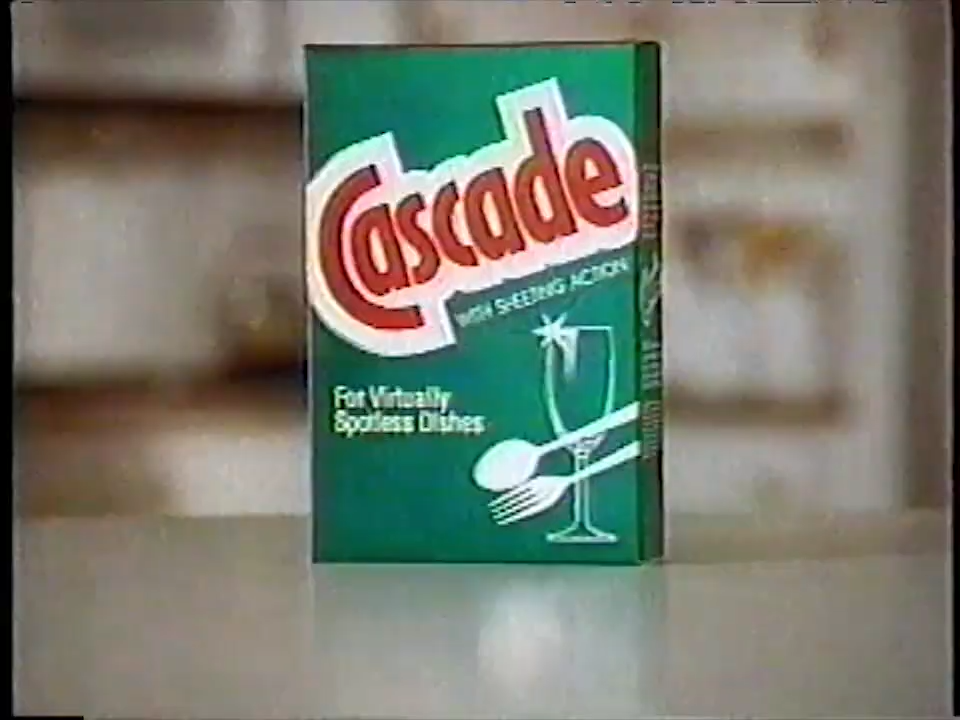 Cascade
WITH SHEETING ACTION
For Virtually
Spotless Dishes